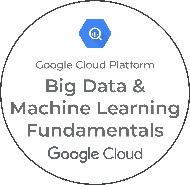 Google Cloud Platform
Big Data &
Machine Learning
Fundamentals
Google Cloud